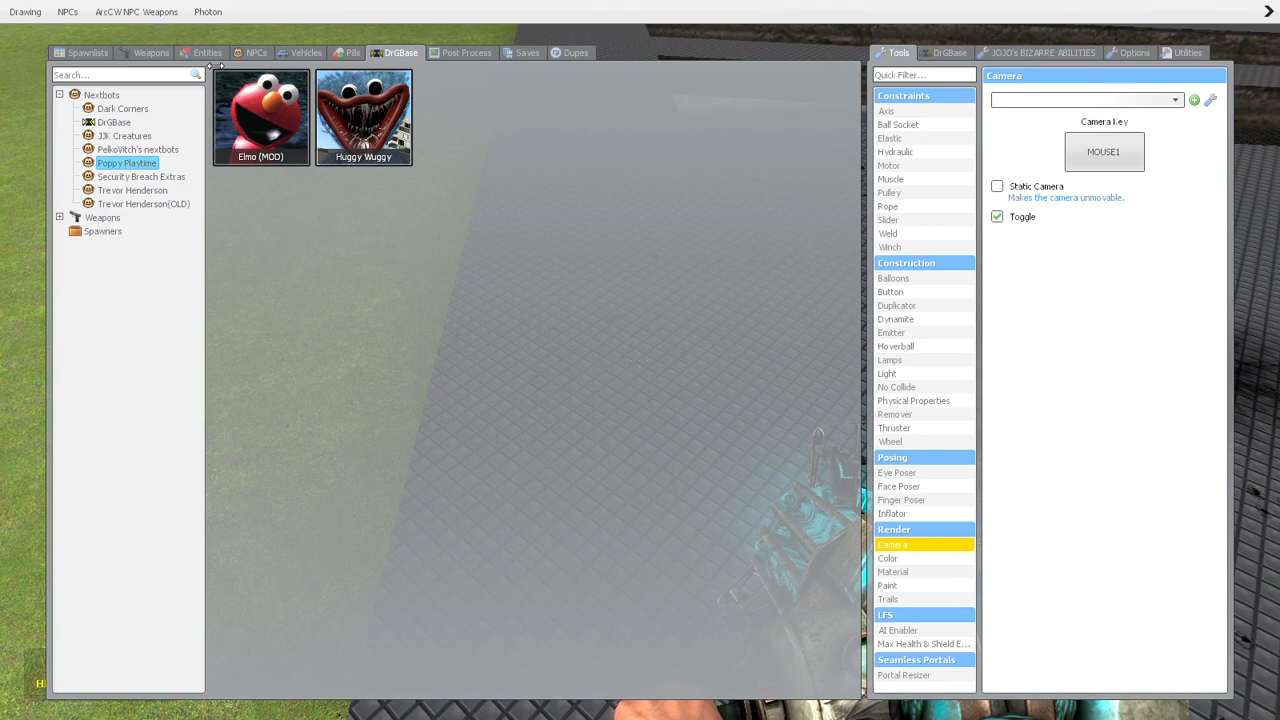 Drawing NPCs ArcCW NPC Weapons Photon
Spawnlists Weapons Entities NPCs Vehicles Pills DrGBase Post Process Saves Dupes
Search...
Nextbots
Dark Corners
DrGBase
JJK Creatures
PelkoVitch's nextbots
Poppy Playtime
Security Breach Extras
Trevor Henderson
Trevor Henderson(OLD)
Weapons
Spawners
Elmo (MOD) Huggy Wuggy
Tools DrGBase JOJO's BIZARRE ABILITIES Options Utilities
Quick Filter...
Constraints
Axis
Ball Socket
Elastic
Hydraulic
Motor
Muscle
Pulley
Rope
Slider
Weld
Winch
Construction
Balloons
Button
Duplicator
Dynamite
Emitter
Hoverball
Lamps
Light
No Collide
Physical Properties
Remover
Thruster
Wheel
Posing
Eye Poser
Face Poser
Finger Poser
Inflator
Render
Camera
Color
Material
Paint
Trails
LFS
AI Enabler
Max Health & Shield E...
Seamless Portals
Portal Resizer
Camera
Camera Key
MOUSE1
Static Camera
Makes the camera unmovable.
Toggle